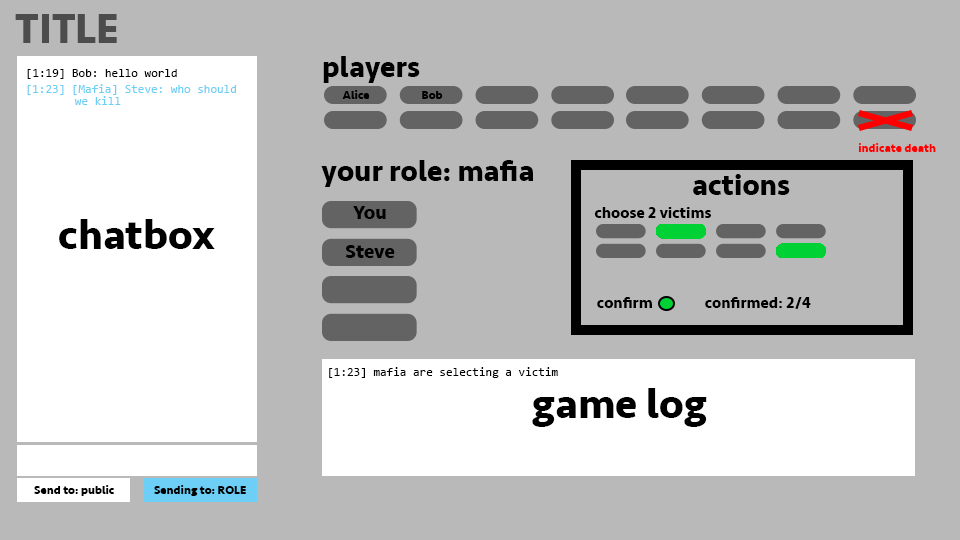 TITLE
[1:19] Bob: hello world
[1:23] [Mafia] Steve: who should
we kill
chatbox
Send to: public
Sending to: ROLE
players
Alice
Bob
indicate death
your role: mafia
You
Steve
actions
choose 2 victims
confirm
confirmed: 2/4
[1:23] mafia are selecting a victim
game log